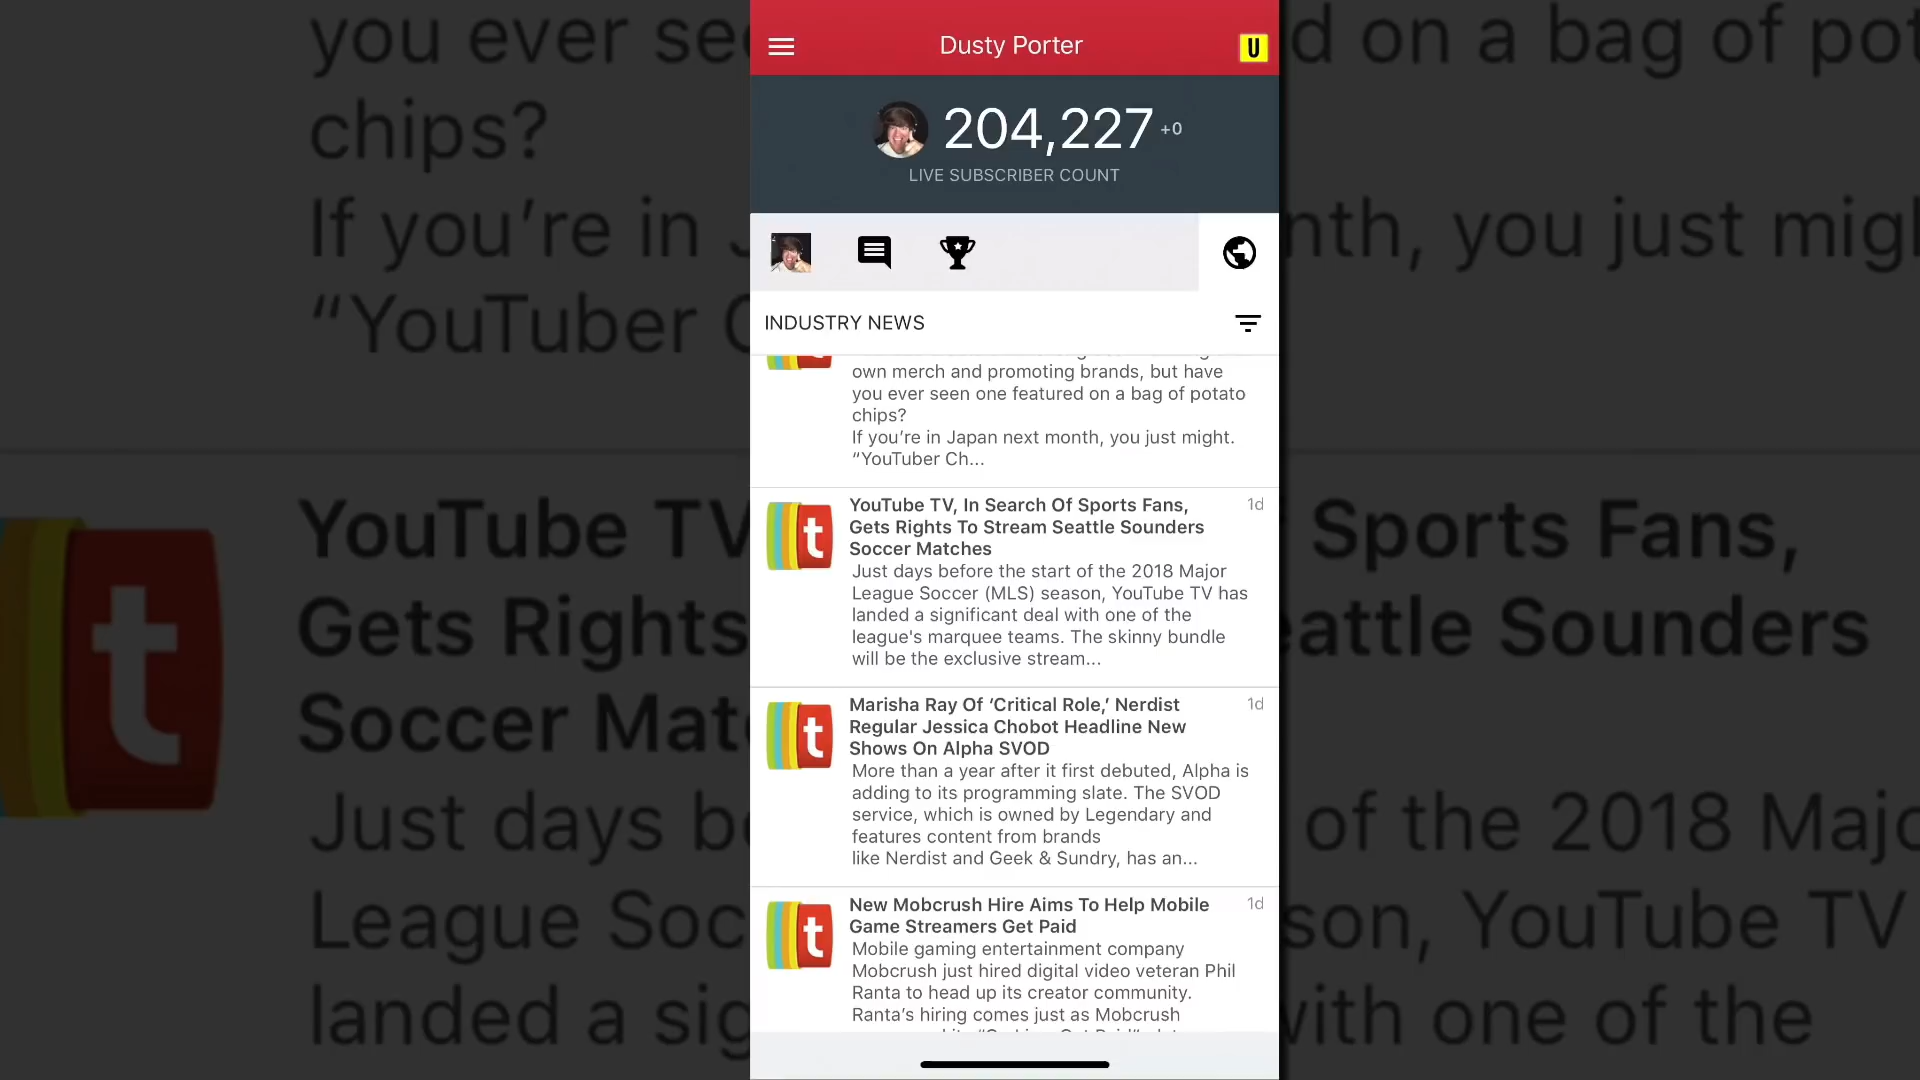 Dusty Porter
U
204,227 +0
LIVE SUBSCRIBER COUNT
INDUSTRY NEWS
own merch and promoting brands, but have
you ever seen one featured on a bag of potato
chips?
If you’re in Japan next month, you just might.
“YouTuber Ch...
YouTube TV, In Search Of Sports Fans, 1d
Gets Rights To Stream Seattle Sounders
Soccer Matches
Just days before the start of the 2018 Major
League Soccer (MLS) season, YouTube TV has
landed a significant deal with one of the
league's marquee teams. The skinny bundle
will be the exclusive stream...
Marisha Ray Of ‘Critical Role,’ Nerdist 1d
Regular Jessica Chobot Headline New
Shows On Alpha SVOD
More than a year after it first debuted, Alpha is
adding to its programming slate. The SVOD
service, which is owned by Legendary and
features content from brands
like Nerdist and Geek & Sundry, has an...
New Mobcrush Hire Aims To Help Mobile 1d
Game Streamers Get Paid
Mobile gaming entertainment company
Mobcrush just hired digital video veteran Phil
Ranta to head up its creator community.
Ranta’s hiring comes just as Mobcrush